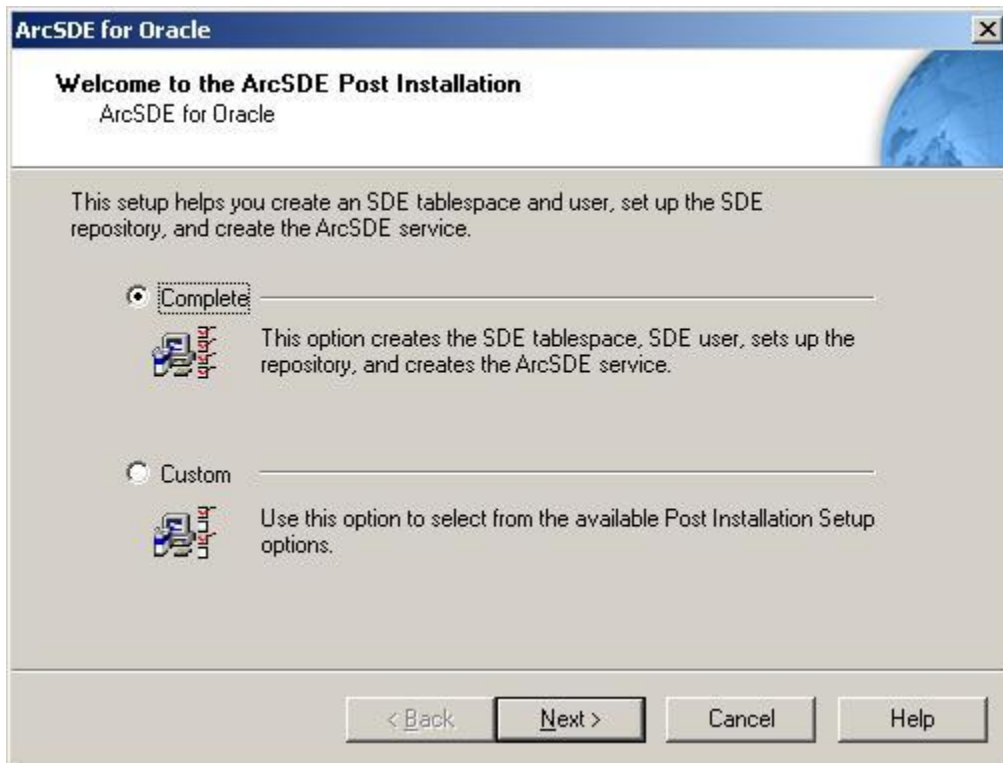 ArcSDE for Oracle
Welcome to the ArcSDE Post Installation
ArcSDE for Oracle
This setup helps you create an SDE tablespace and user, set up the SDE
repository, and create the ArcSDE service.
Complete
This option creates the SDE tablespace, SDE user, sets up the
repository, and creates the ArcSDE service.
Custom
Use this option to select from the available Post Installation Setup
options.
< Back Next > Cancel Help